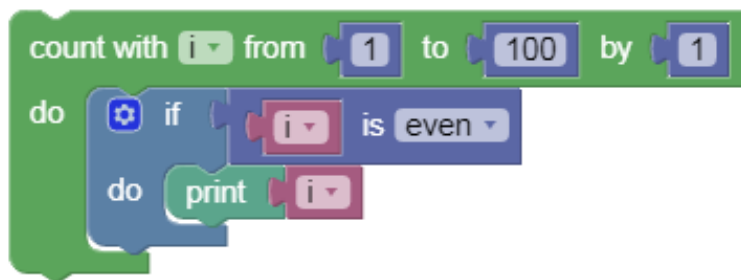 count with i from 1 to 100 by 1
do if i is even
do print i